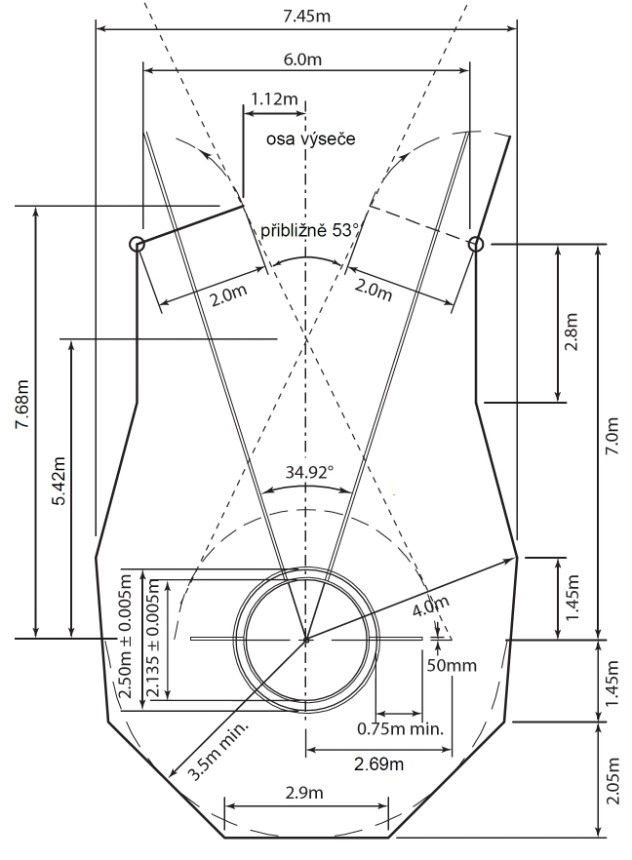 7.45m
6.0m
1.12m
osa výseče
přibližně 53°
2.0m
2.0m
2.8m
7.68m
5.42m
7.0m
34.92°
4.0m
1.45m
2.50m ± 0.005m
2.135 ± 0.005m
50mm
1.45m
0.75m min.
3.5m min.
2.69m
2.9m
2.05m